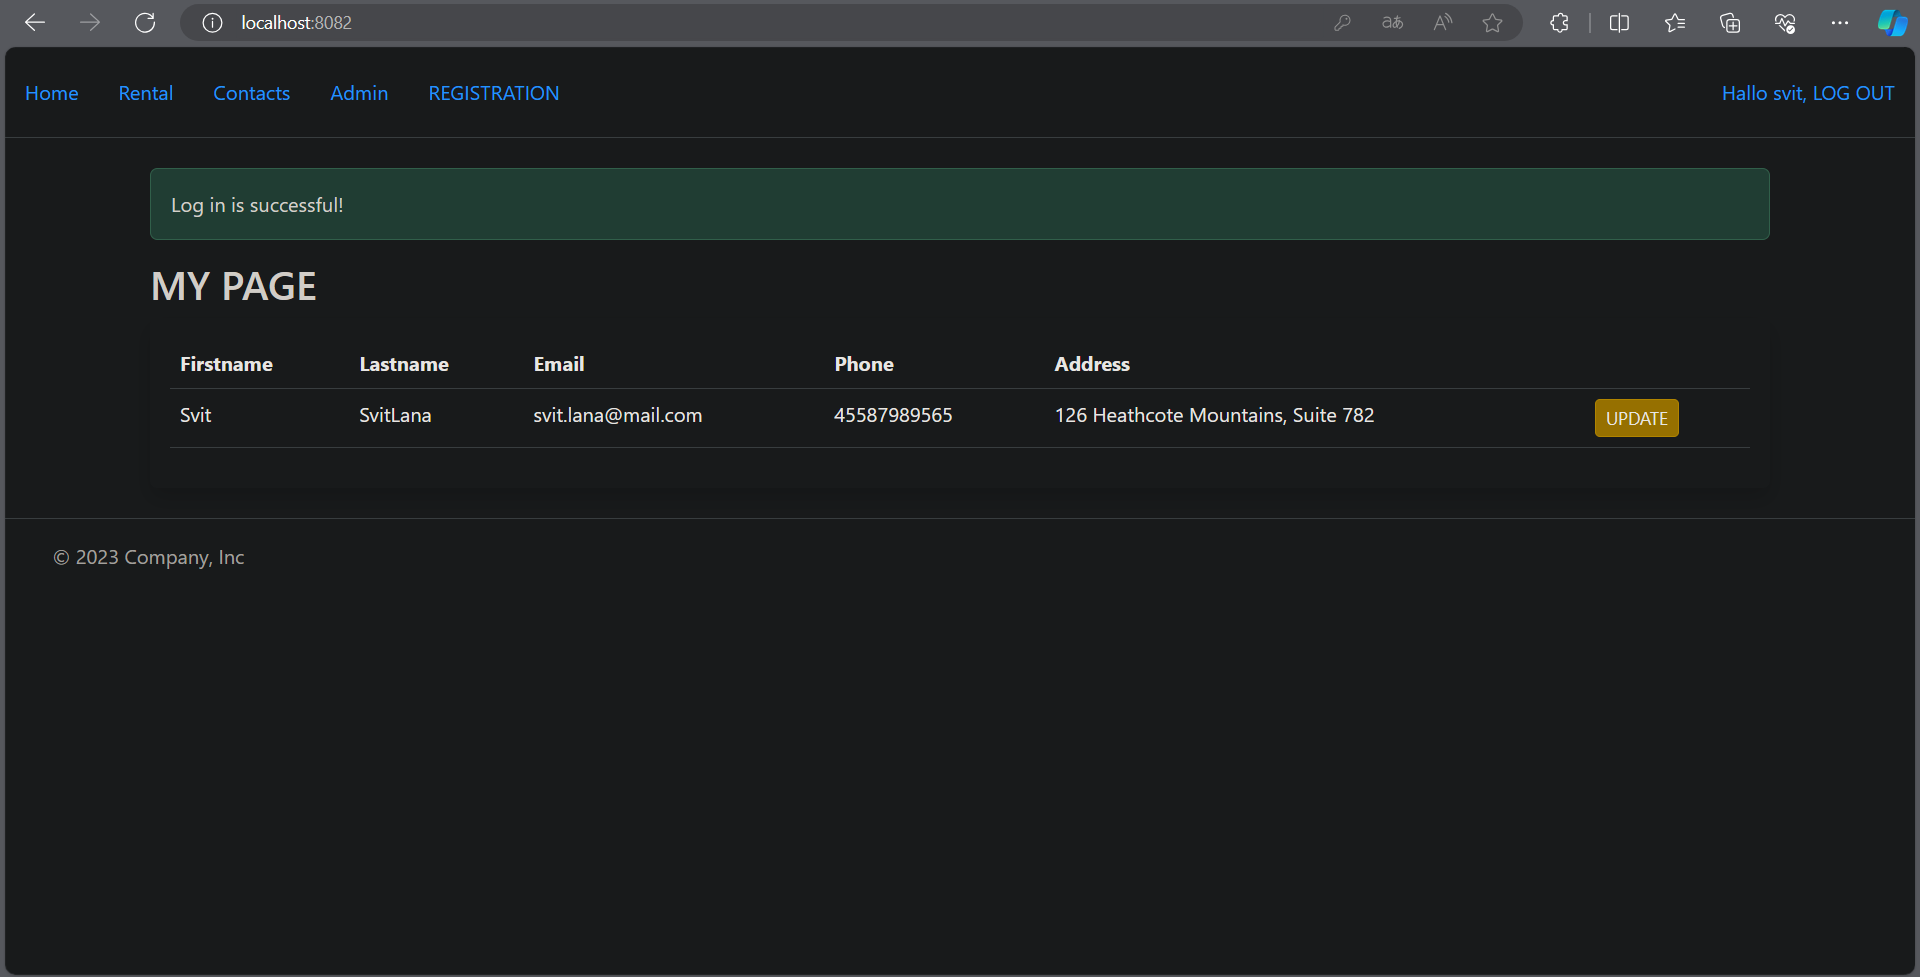 localhost:8082
Home Rental Contacts Admin REGISTRATION Hallo svit, LOG OUT
Log in is successful!
MY PAGE
Firstname Lastname Email Phone Address
Svit SvitLana svit.lana@mail.com 45587989565 126 Heathcote Mountains, Suite 782 UPDATE
© 2023 Company, Inc